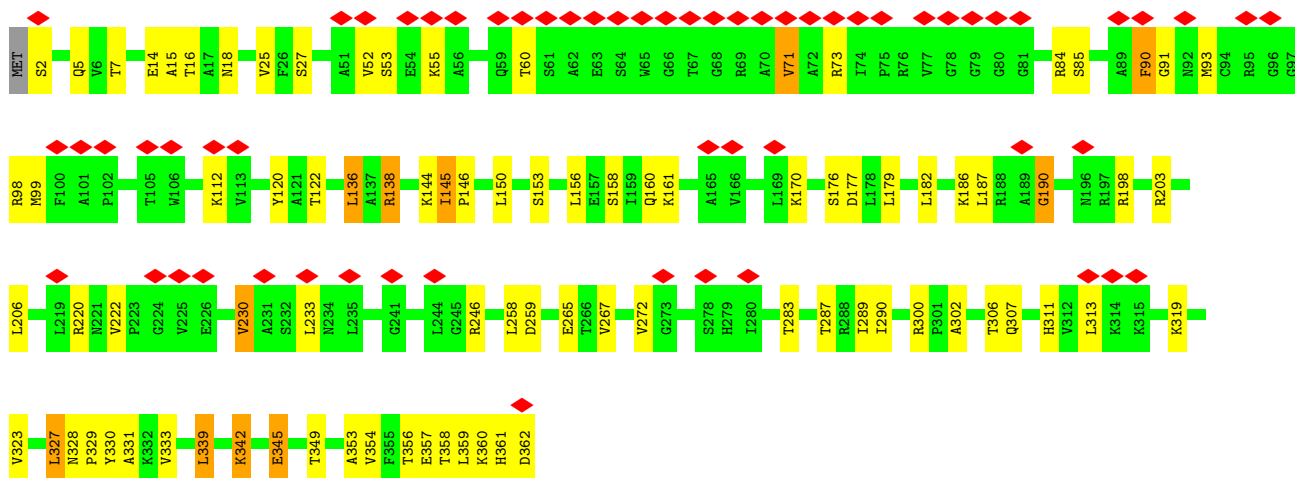 MET S2 Q5 V6 T7 E14 A15 T16 A17 N18 V25 F26 S27 A51 V52 S53 E54 K55 A56 Q59 T60 S61 A62 E63 S64 W65 G66 T67 G68 R69 A70 V71 A72 R73 I74 P75 R76 V77 G78 G79 G80 G81 R84 S85 A89 F90 G91 N92 M93 C94 R95 G96 G97
R98 M99 F100 A101 P102 T105 W106 K112 V113 Y120 A121 T122 L136 A137 R138 K144 I145 P146 L150 S153 L156 E157 S158 I159 Q160 K161 A165 V166 L169 K170 S176 D177 L178 L179 L182 K186 L187 R188 A189 G190 N196 R197 R198 R203
L206 L219 R220 N221 V222 P223 G224 V225 E226 V230 A231 S232 L233 N234 L235 G241 L244 G245 R246 L258 D259 E265 T266 V267 V272 G273 S278 H279 I280 T283 T287 R288 I289 I290 R300 P301 A302 T306 Q307 H311 V312 L313 K314 K315 K319
V323 L327 N328 P329 Y330 A331 K332 V333 L339 K342 E345 T349 A353 V354 F355 T356 E357 T358 L359 K360 H361 D362